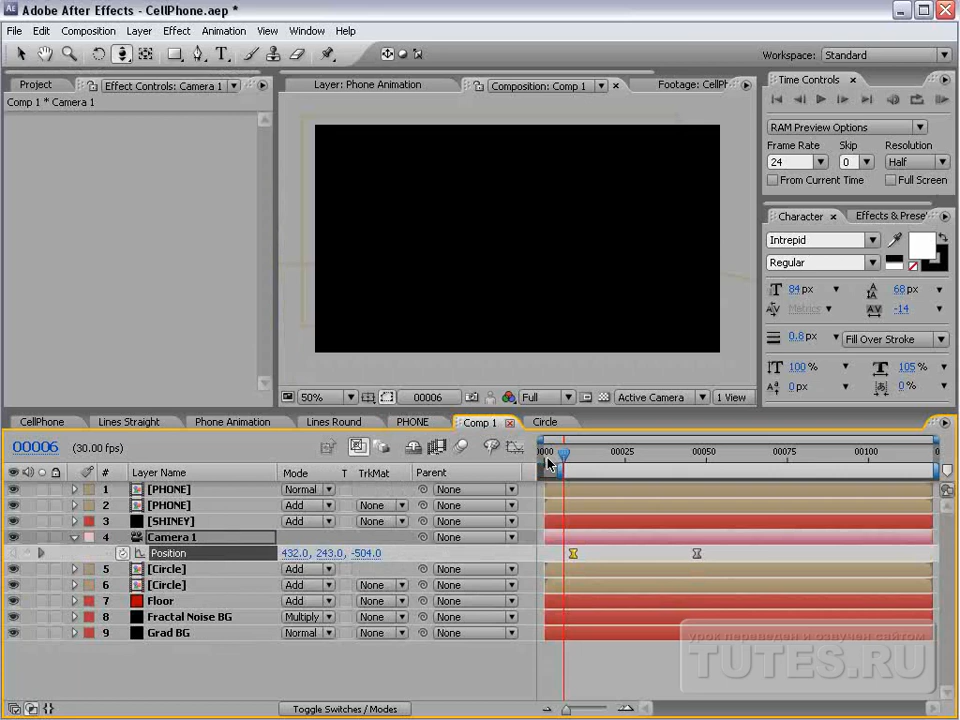 Adobe After Effects - CellPhone.aep *
File Edit Composition Layer Effect Animation View Window Help
Workspace: Standard
Project Effect Controls: Camera 1
Comp 1 * Camera 1
Layer: Phone Animation Composition: Comp 1 Footage: CellPh
Time Controls
RAM Preview Options
Frame Rate Skip Resolution
24 0 Half
From Current Time Full Screen
Character Effects & Prese
Intrepid
Regular
84 px 68 px
Metrics -14
0.8 px Fill Over Stroke
100 % 105 %
0 px 0 %
50% 00006 Full Active Camera 1 View
CellPhone Lines Straight Phone Animation Lines Round PHONE Comp 1 Circle
00006 (30.00 fps)
0000 00025 00050 00075 00100 0
# Layer Name Mode T TrkMat Parent
1 [PHONE] Normal None
2 [PHONE] Add None None
3 [SHINEY] Add None None
4 Camera 1 None
Position 432.0, 243.0, -504.0
5 [Circle] Add None
6 [Circle] Add None None
7 Floor Add None None
8 Fractal Noise BG Multiply None None
9 Grad BG Normal None None
Toggle Switches / Modes
урок переведен и озвучен сайтом
TUTES.RU